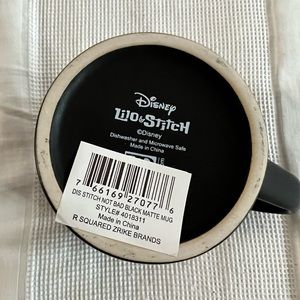 Disney
Lilo & Stitch
©Disney
Dishwasher and Microwave Safe
Made in China
7 66169 27077 6
DIS STITCH NOT BAD BLACK MATTE MUG
STYLE# 4018311
Made in China
R SQUARED ZRIKE BRANDS